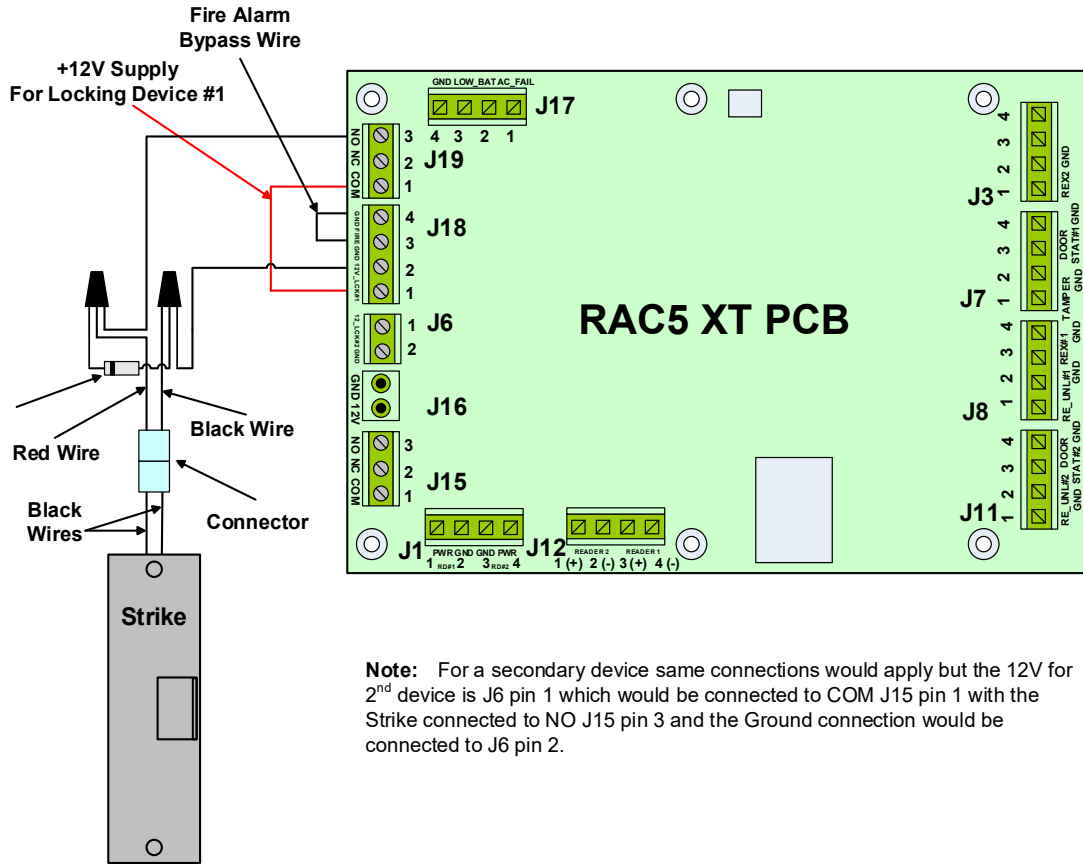 Fire Alarm
Bypass Wire
+12V Supply
For Locking Device #1
GND LOW_BAT AC_FAIL
J17
4 3 2 1
NO NC COM
3
2
1
J19
GND FIRE GND 12V_LCK#1
4
3
2
1
J18
12_LCK#2 GND
1
2
J6
GND 12V
J16
NO NC COM
3
2
1
J15
RAC5 XT PCB
4
3
2
1
J3
REX2 GND
4
3
2
1
J7
TAMPER DOOR
GND STAT#1 GND
4
3
2
1
J8
RE_UNL#1 REX#1
GND GND
4
3
2
1
J11
RE_UNL#2 DOOR
GND STAT#2 GND
J1
PWR GND GND PWR
1 RD#1 2 3 RD#2 4
J12
READER 2 READER 1
1 (+) 2 (-) 3 (+) 4 (-)
Red Wire
Black Wire
Black
Wires
Connector
Strike
Note: For a secondary device same connections would apply but the 12V for
2nd device is J6 pin 1 which would be connected to COM J15 pin 1 with the
Strike connected to NO J15 pin 3 and the Ground connection would be
connected to J6 pin 2.